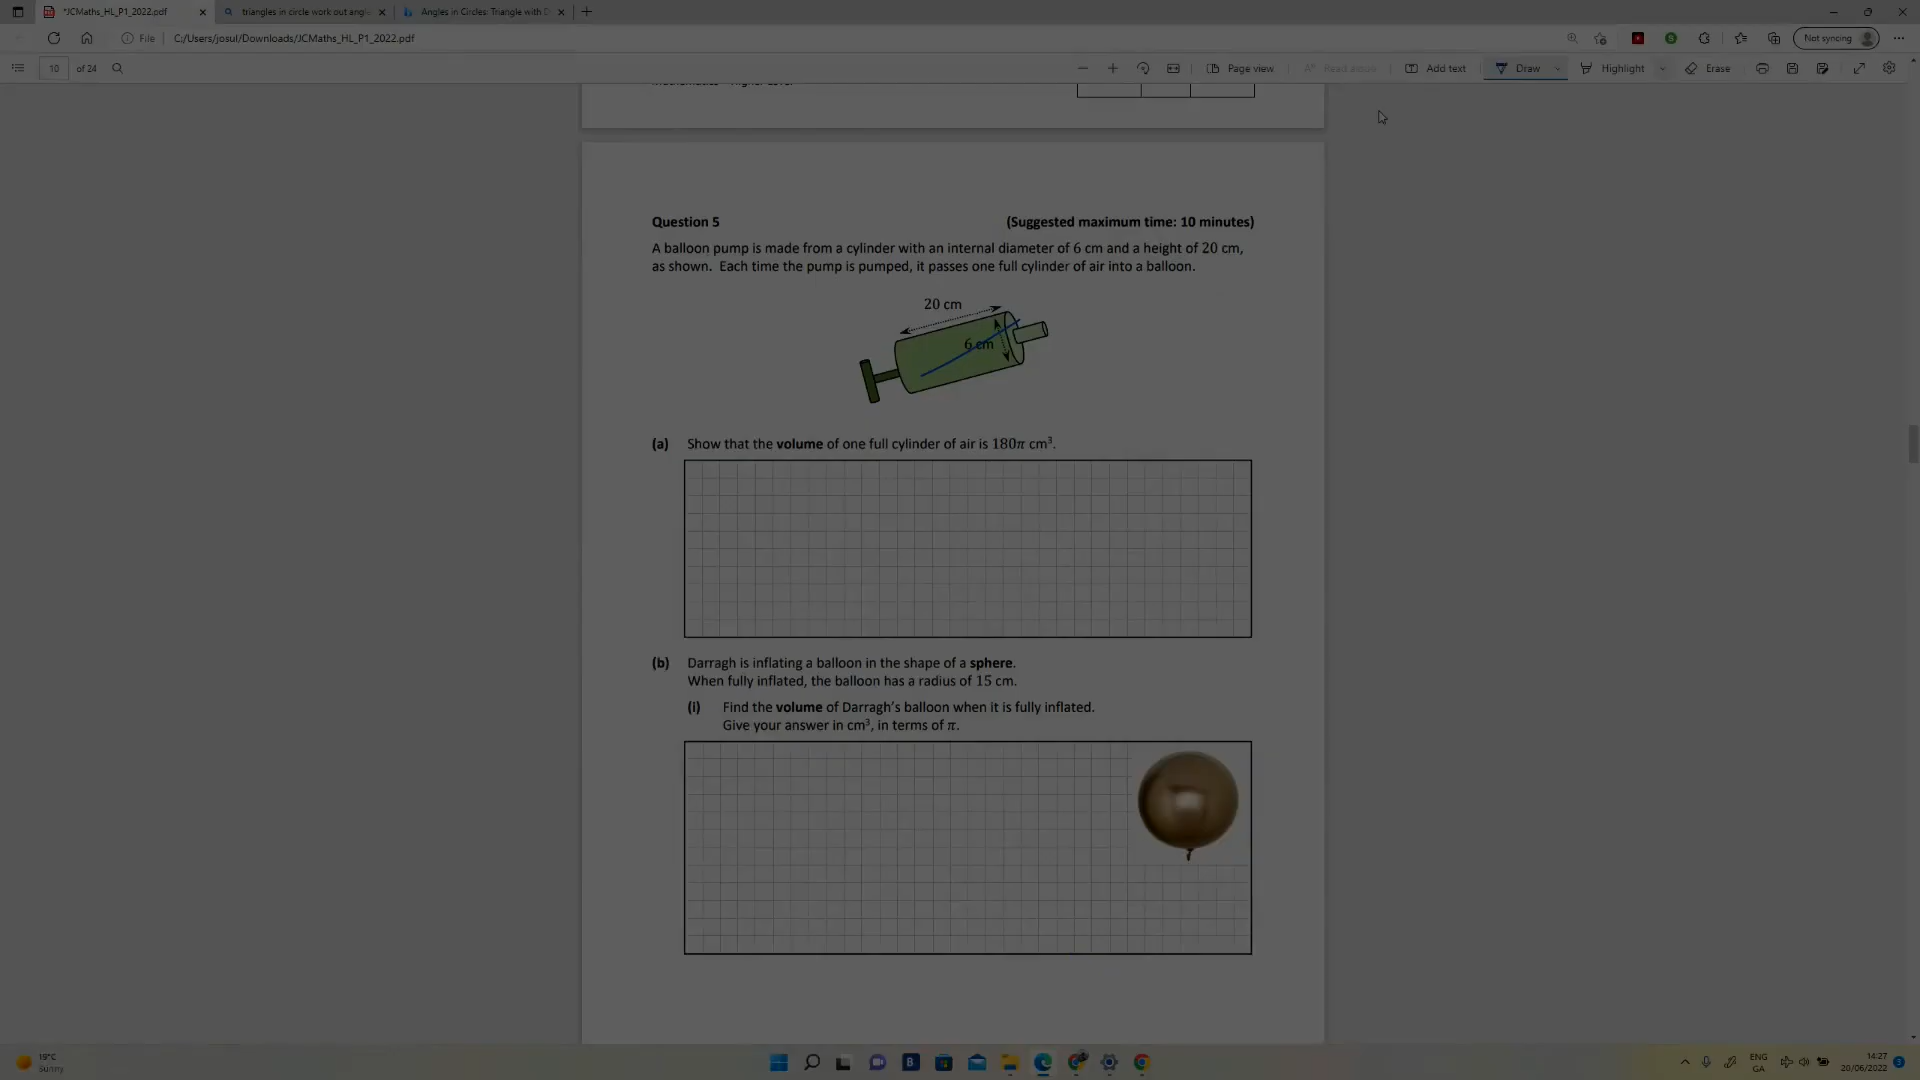 *JCMaths_HL_P1_2022.pdf
triangles in circle work out angle
Angles in Circles: Triangle with D
File
C:/Users/josul/Downloads/JCMaths_HL_P1_2022.pdf
Not syncing
10 of 24
Page view
Read aloud
Add text
Draw
Highlight
Erase
Question 5
(Suggested maximum time: 10 minutes)
A balloon pump is made from a cylinder with an internal diameter of 6 cm and a height of 20 cm,
as shown. Each time the pump is pumped, it passes one full cylinder of air into a balloon.
20 cm
6 cm
(a) Show that the volume of one full cylinder of air is 180π cm³.
(b) Darragh is inflating a balloon in the shape of a sphere.
When fully inflated, the balloon has a radius of 15 cm.
(i) Find the volume of Darragh's balloon when it is fully inflated.
Give your answer in cm³, in terms of π.
19°C
Sunny
ENG
GA
14:27
20/06/2022